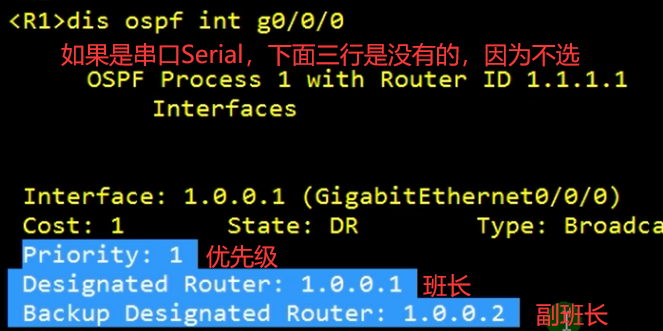 <R1>dis ospf int g0/0/0
如果是串口Serial，下面三行是没有的，因为不选
OSPF Process 1 with Router ID 1.1.1.1
Interfaces
Interface: 1.0.0.1 (GigabitEthernet0/0/0)
Cost: 1 State: DR Type: Broadca
Priority: 1 优先级
Designated Router: 1.0.0.1 班长
Backup Designated Router: 1.0.0.2 副班长